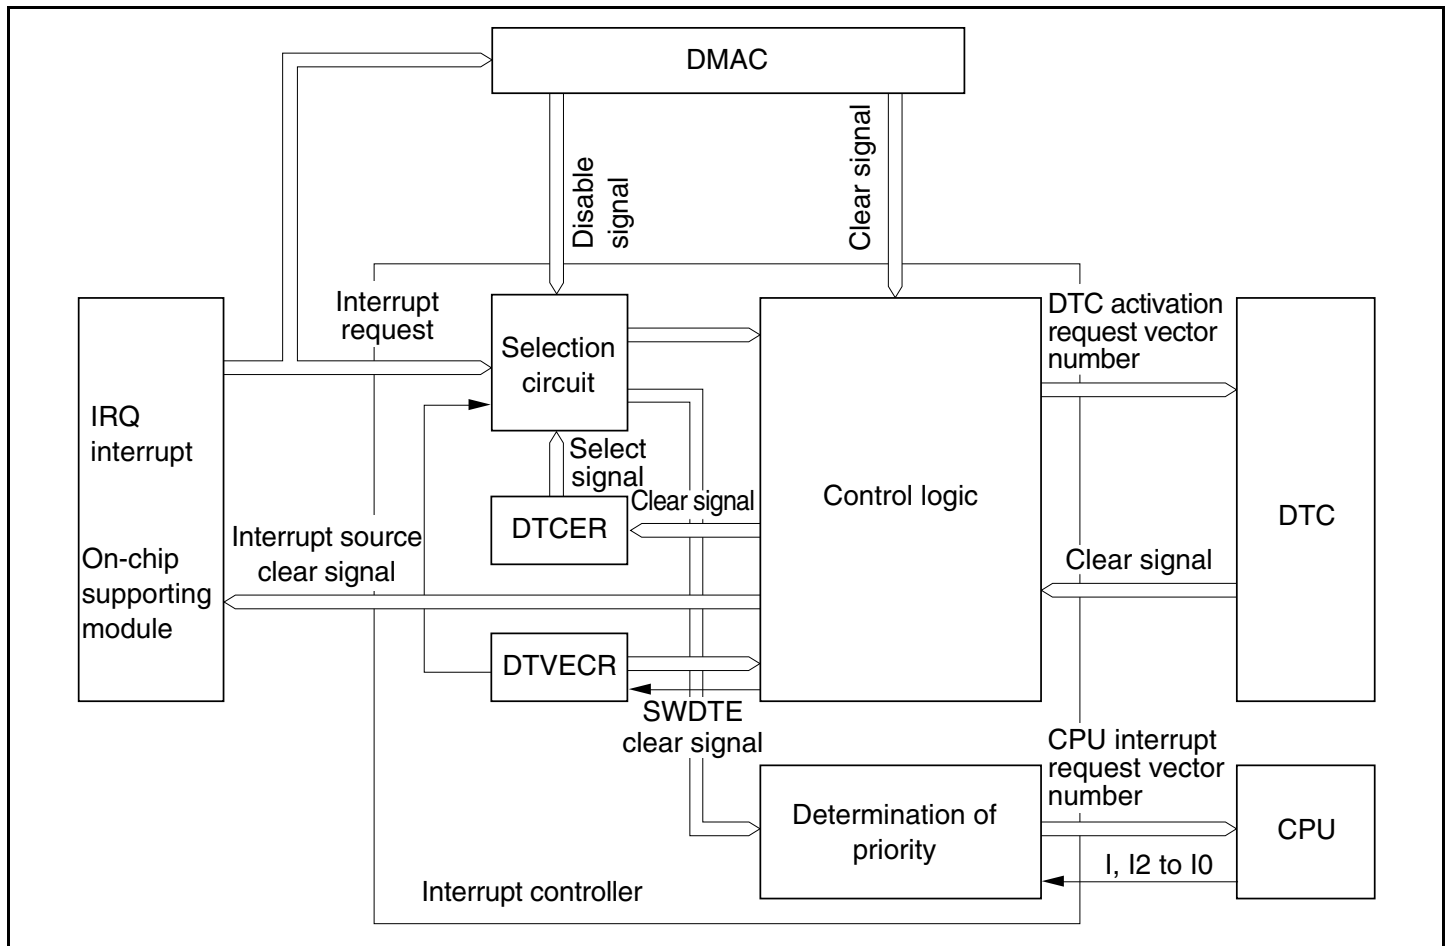 DMAC
Disable
signal
Clear signal
Interrupt
request
Selection
circuit
DTC activation
request vector
number
IRQ
interrupt
On-chip
supporting
module
Select
signal
Clear signal
DTCER
Control logic
DTC
Interrupt source
clear signal
Clear signal
DTVECR
SWDTE
clear signal
CPU interrupt
request vector
number
Determination of
priority
CPU
I, I2 to I0
Interrupt controller